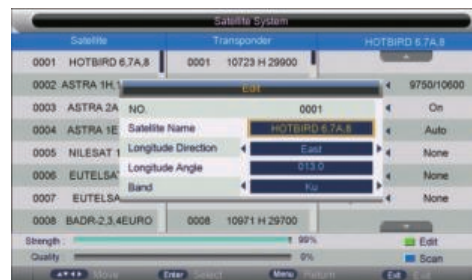 Satellite System
Satellite Transponder HOTBIRD 6,7A,8
0001 HOTBIRD 6,7A,8 0001 10723 H 29900
0002 ASTRA 1H,1 9750/10600
Edit
0003 ASTRA 2A On
NO. 0001
0004 ASTRA 1E Auto
Satellite Name HOTBIRD 6,7A,8
0005 NILESAT 1 None
Longitude Direction East
0006 EUTELSA None
Longitude Angle 013.0
0007 EUTELSA None
Band Ku
0008 BADR-2,3,4EURO 0008 10971 H 29700
Strength : 99% Edit
Quality : 0% Scan
Move Enter Select Menu Return Exit Exit